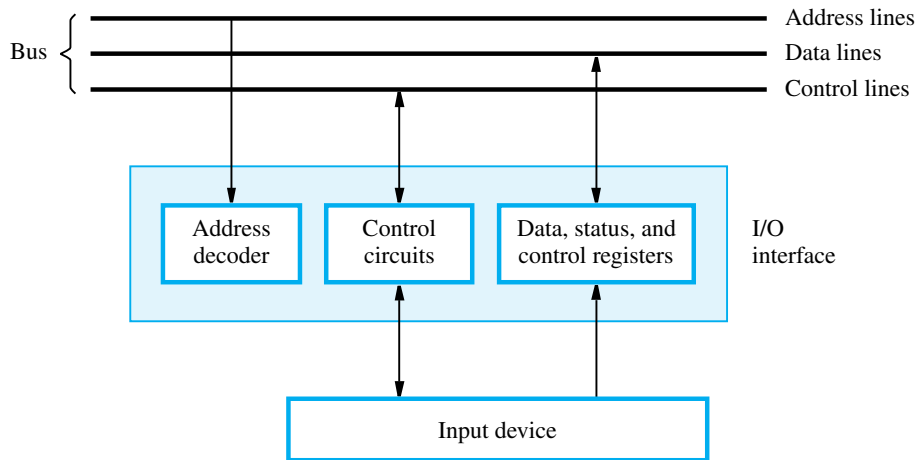 Address lines
Bus
Data lines
Control lines
Address
decoder
Control
circuits
Data, status, and
control registers
I/O
interface
Input device